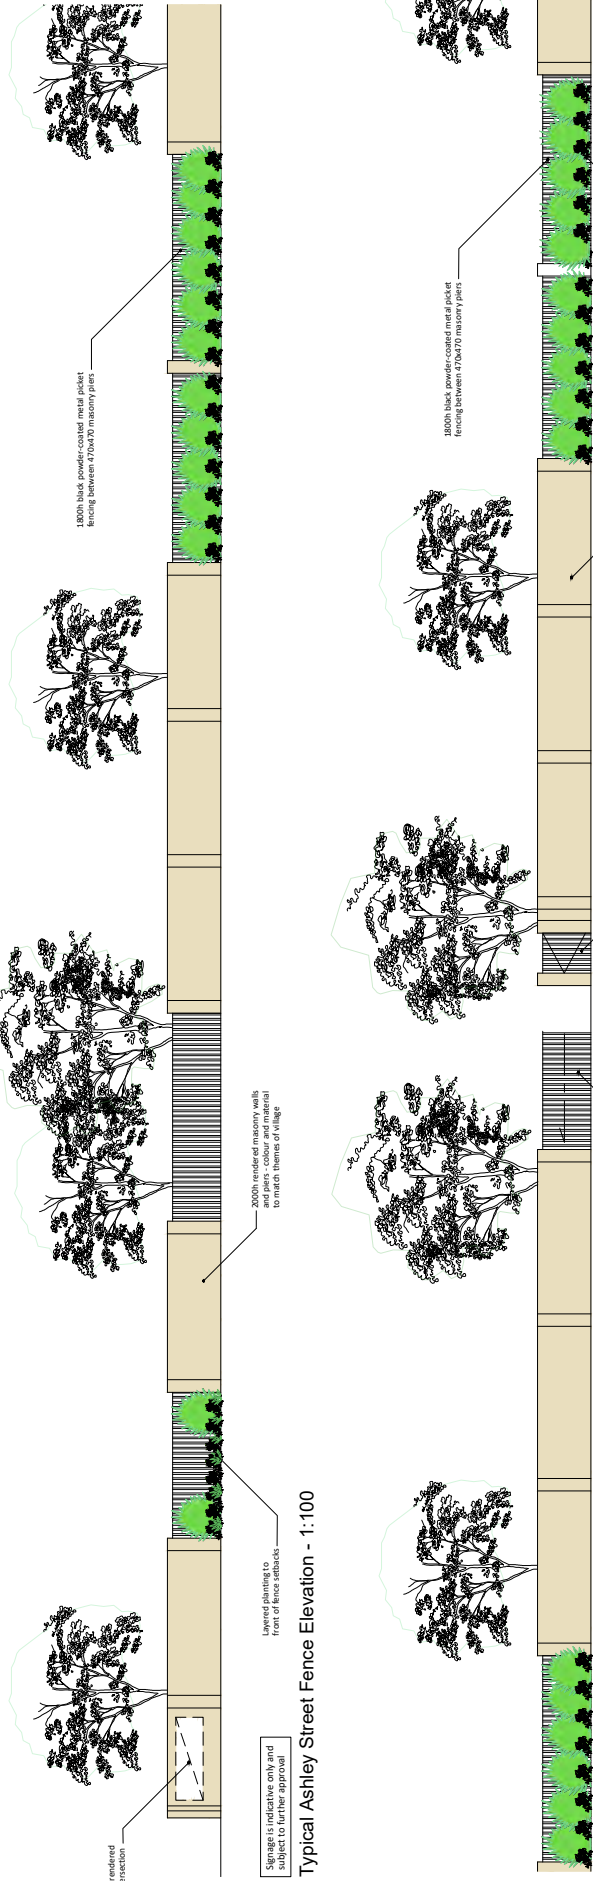 1800h black powder-coated metal picket
fencing between 470x470 masonry piers
1800h black powder-coated metal picket
fencing between 470x470 masonry piers
2000h rendered masonry walls
and piers - colour and material
to match themes of village
Layered planting to
front of fence setbacks
Signage is indicative only and
subject to further approval
Typical Ashley Street Fence Elevation - 1:100
rendered
ersection